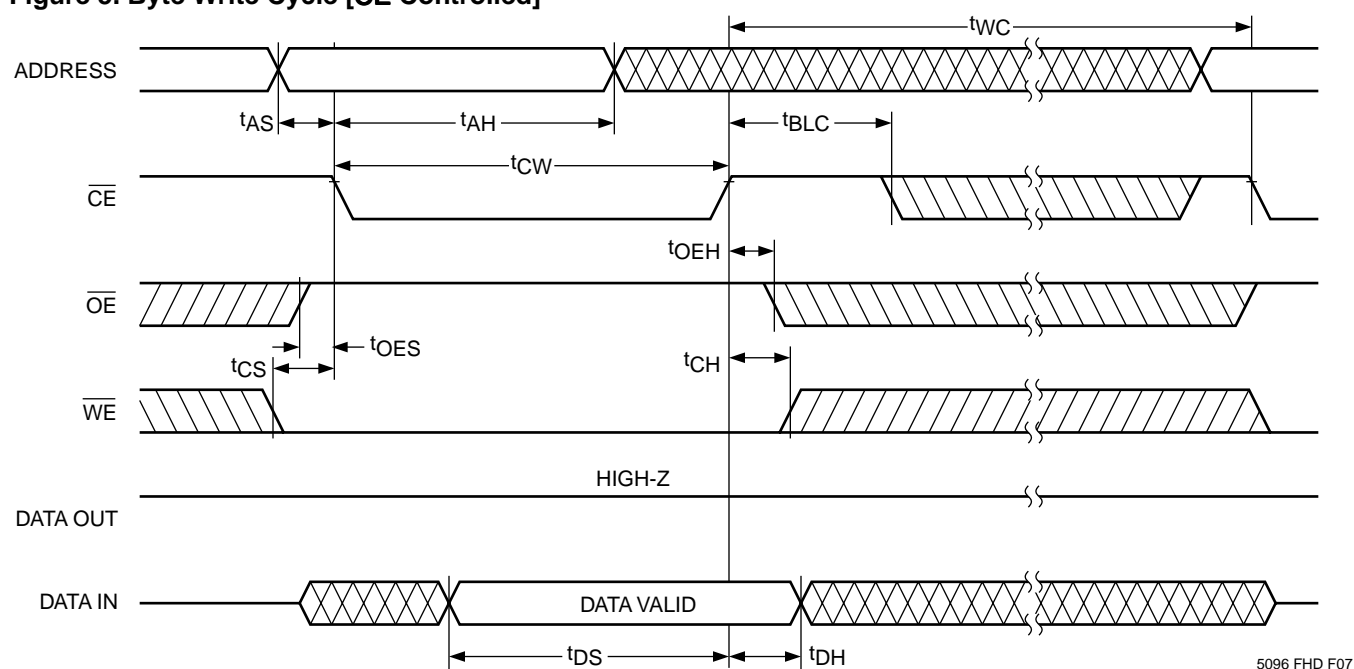 Figure 5. Byte Write Cycle [CE Controlled]
tWC
ADDRESS
tAS
tAH
tBLC
tCW
CE
tOEH
OE
tOES
tCS
tCH
WE
HIGH-Z
DATA OUT
DATA IN
DATA VALID
tDS
tDH
5096 FHD F07